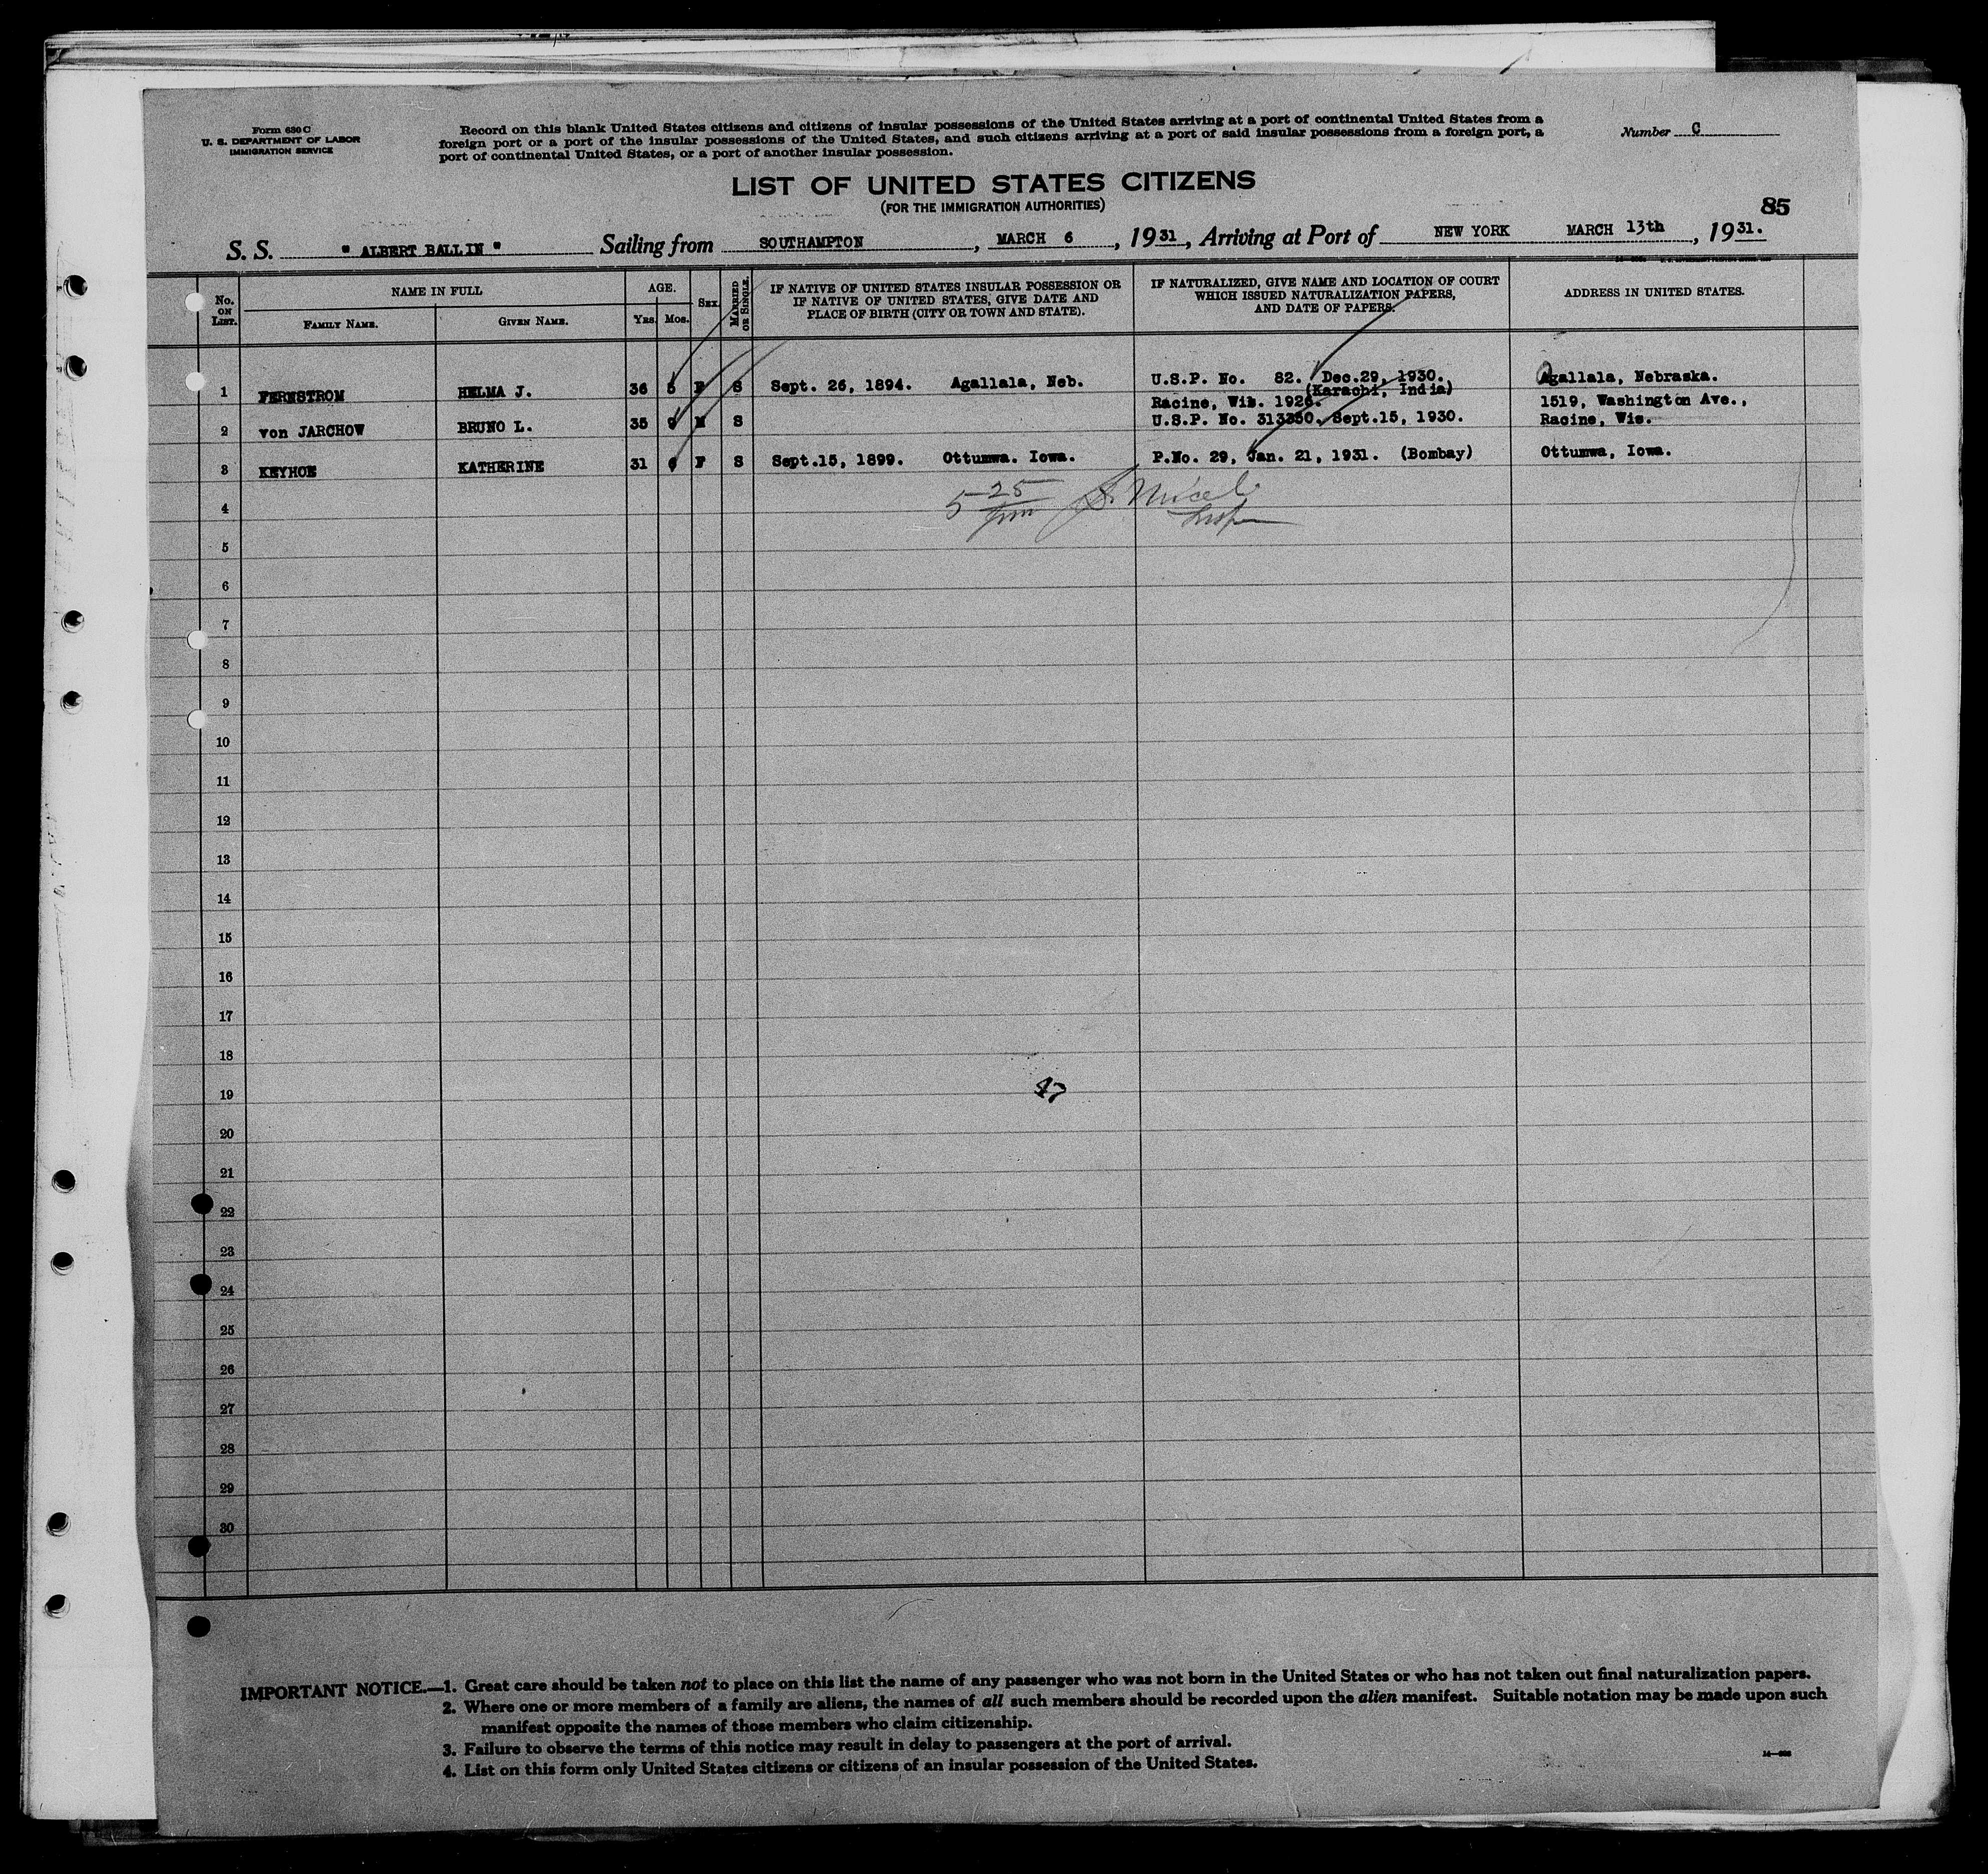 Form 630 C
U. S. DEPARTMENT OF LABOR
IMMIGRATION SERVICE
Record on this blank United States citizens and citizens of insular possessions of the United States arriving at a port of continental United States from a
foreign port or a port of the insular possessions of the United States, and such citizens arriving at a port of said insular possessions from a foreign port, a
port of continental United States, or a port of another insular possession.
Number C
LIST OF UNITED STATES CITIZENS
(FOR THE IMMIGRATION AUTHORITIES)
85
S. S. " ALBERT BALLIN " Sailing from SOUTHAMPTON, MARCH 6, 1931, Arriving at Port of NEW YORK MARCH 13th, 1931.
No. ON LIST. NAME IN FULL AGE. SEX. MARRIED OR SINGLE. IF NATIVE OF UNITED STATES INSULAR POSSESSION OR IF NATIVE OF UNITED STATES, GIVE DATE AND PLACE OF BIRTH (CITY OR TOWN AND STATE). IF NATURALIZED, GIVE NAME AND LOCATION OF COURT WHICH ISSUED NATURALIZATION PAPERS, AND DATE OF PAPERS. ADDRESS IN UNITED STATES.
FAMILY NAME. GIVEN NAME. YRS. MOS.
1 FERNSTROM HELMA J. 36 5 F S Sept. 26, 1894. Agallala, Neb. U.S.P. No. 82. Dec.29, 1930. (Karachi, India) Agallala, Nebraska.
Racine, Wis. 1926. 1519, Washington Ave.,
2 von JARCHOW BRUNO L. 35 9 M S U.S.P. No. 313350. Sept.15, 1930. Racine, Wis.
3 KEYHOE KATHERINE 31 6 F S Sept.15, 1899. Ottumwa. Iowa. P.No. 29, Jan. 21, 1931. (Bombay) Ottumwa, Iowa.
5 25 pm
4
5
6
7
8
9
10
11
12
13
14
15
16
17
18
19 47
20
21
22
23
24
25
26
27
28
29
30
IMPORTANT NOTICE.—1. Great care should be taken not to place on this list the name of any passenger who was not born in the United States or who has not taken out final naturalization papers.
2. Where one or more members of a family are aliens, the names of all such members should be recorded upon the alien manifest. Suitable notation may be made upon such
manifest opposite the names of those members who claim citizenship.
3. Failure to observe the terms of this notice may result in delay to passengers at the port of arrival.
4. List on this form only United States citizens or citizens of an insular possession of the United States.